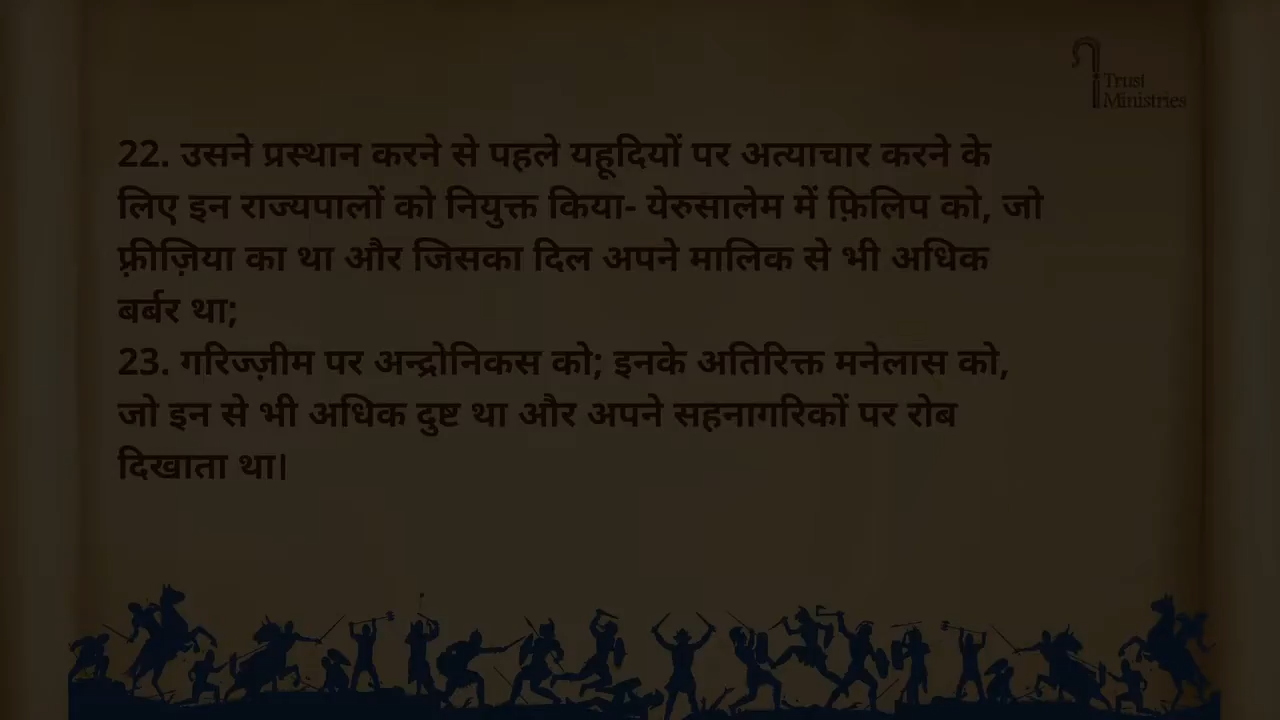 Trust
Ministries
22. उसने प्रस्थान करने से पहले यहूदियों पर अत्याचार करने के
लिए इन राज्यपालों को नियुक्त किया- येरुसालेम में फ़िलिप को, जो
फ़्रीज़िया का था और जिसका दिल अपने मालिक से भी अधिक
बर्बर था;
23. गरिज्ज़ीम पर अन्द्रोनिकस को; इनके अतिरिक्त मनेलास को,
जो इन से भी अधिक दुष्ट था और अपने सहनागरिकों पर रोब
दिखाता था।